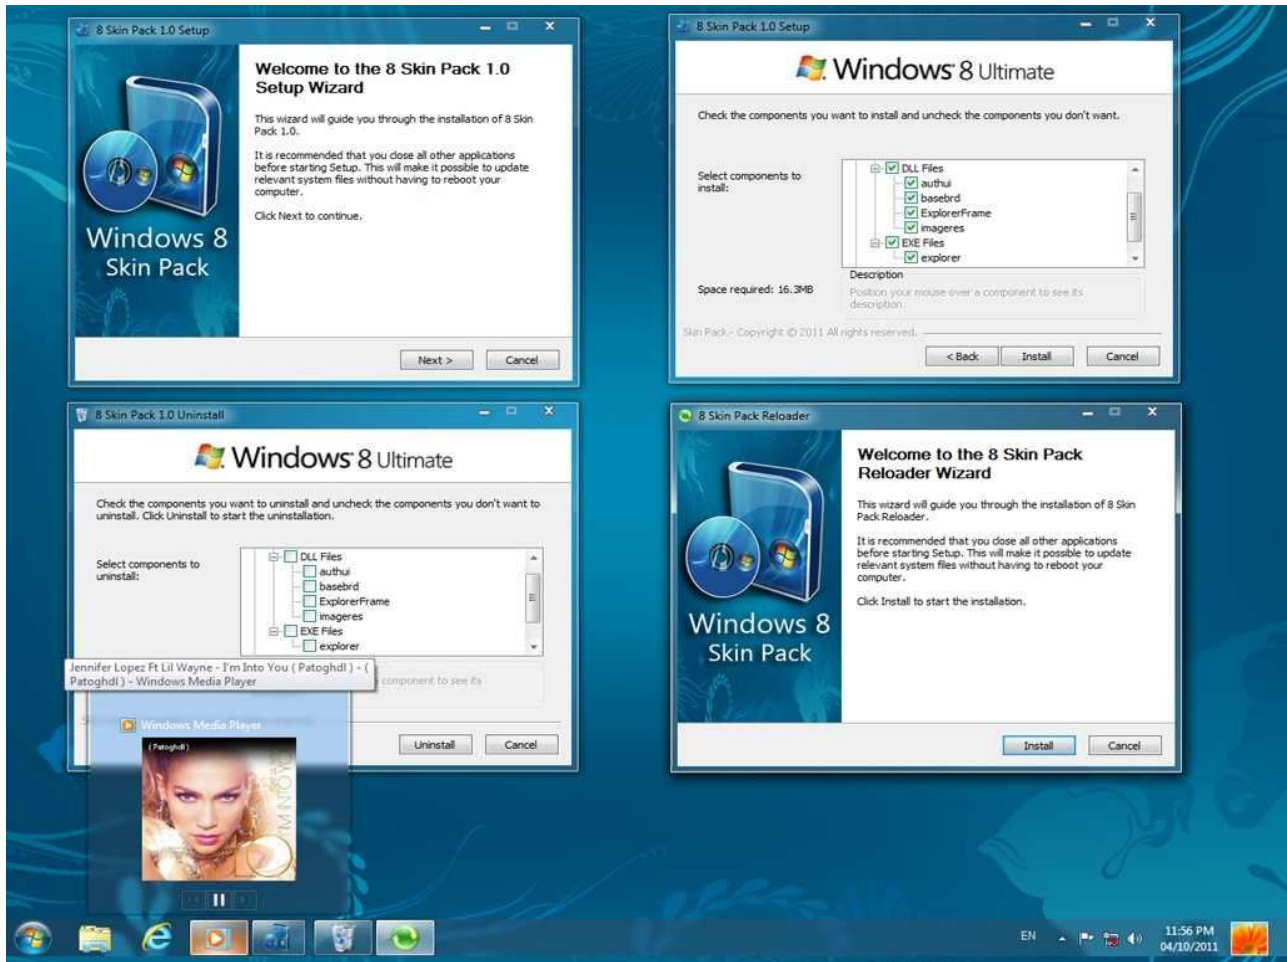 8 Skin Pack 1.0 Setup
Windows 8
Skin Pack
Welcome to the 8 Skin Pack 1.0
Setup Wizard
This wizard will guide you through the installation of 8 Skin
Pack 1.0.
It is recommended that you close all other applications
before starting Setup. This will make it possible to update
relevant system files without having to reboot your
computer.
Click Next to continue.
Next >
Cancel
8 Skin Pack 1.0 Setup
Windows 8 Ultimate
Check the components you want to install and uncheck the components you don't want.
Select components to
install:
DLL Files
authui
basebrd
ExplorerFrame
imageres
EXE Files
explorer
Space required: 16.3MB
Description
Position your mouse over a component to see its
description.
Skin Pack - Copyright © 2011 All rights reserved.
< Back
Install
Cancel
8 Skin Pack 1.0 Uninstall
Windows 8 Ultimate
Check the components you want to uninstall and uncheck the components you don't want to
uninstall. Click Uninstall to start the uninstallation.
Select components to
uninstall:
DLL Files
authui
basebrd
ExplorerFrame
imageres
EXE Files
explorer
component to see its
Uninstall
Cancel
Jennifer Lopez Ft Lil Wayne - I'm Into You ( Patoghdl ) - (
Patoghdl ) - Windows Media Player
Windows Media Player
( Patoghdl )
I'M INTO YOU
8 Skin Pack Reloader
Windows 8
Skin Pack
Welcome to the 8 Skin Pack
Reloader Wizard
This wizard will guide you through the installation of 8 Skin
Pack Reloader.
It is recommended that you close all other applications
before starting Setup. This will make it possible to update
relevant system files without having to reboot your
computer.
Click Install to start the installation.
Install
Cancel
EN
11:56 PM
04/10/2011